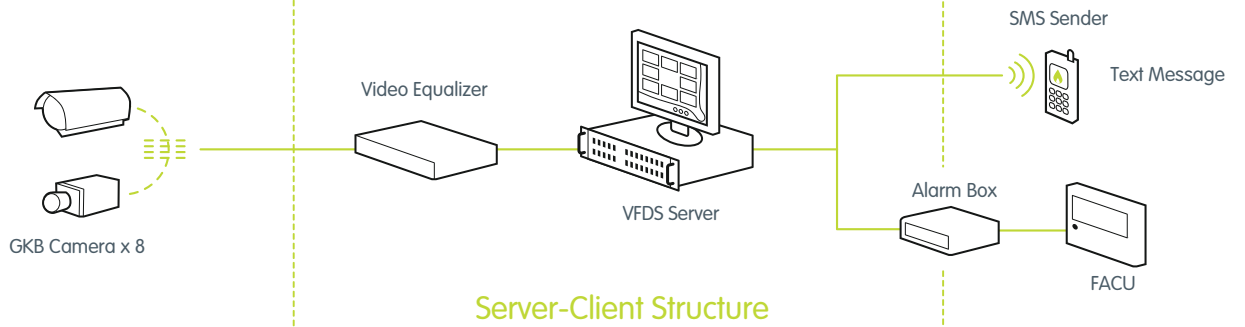 SMS Sender
Text Message
Video Equalizer
VFDS Server
Alarm Box
GKB Camera x 8
FACU
Server-Client Structure